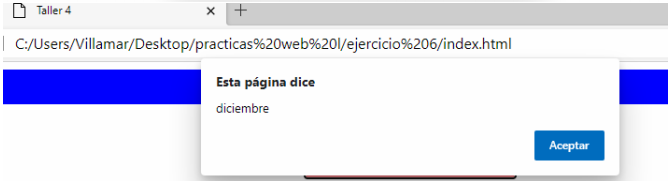 Taller 4
C:/Users/Villamar/Desktop/practicas%20web%20l/ejercicio%206/index.html
Esta página dice
diciembre
Aceptar